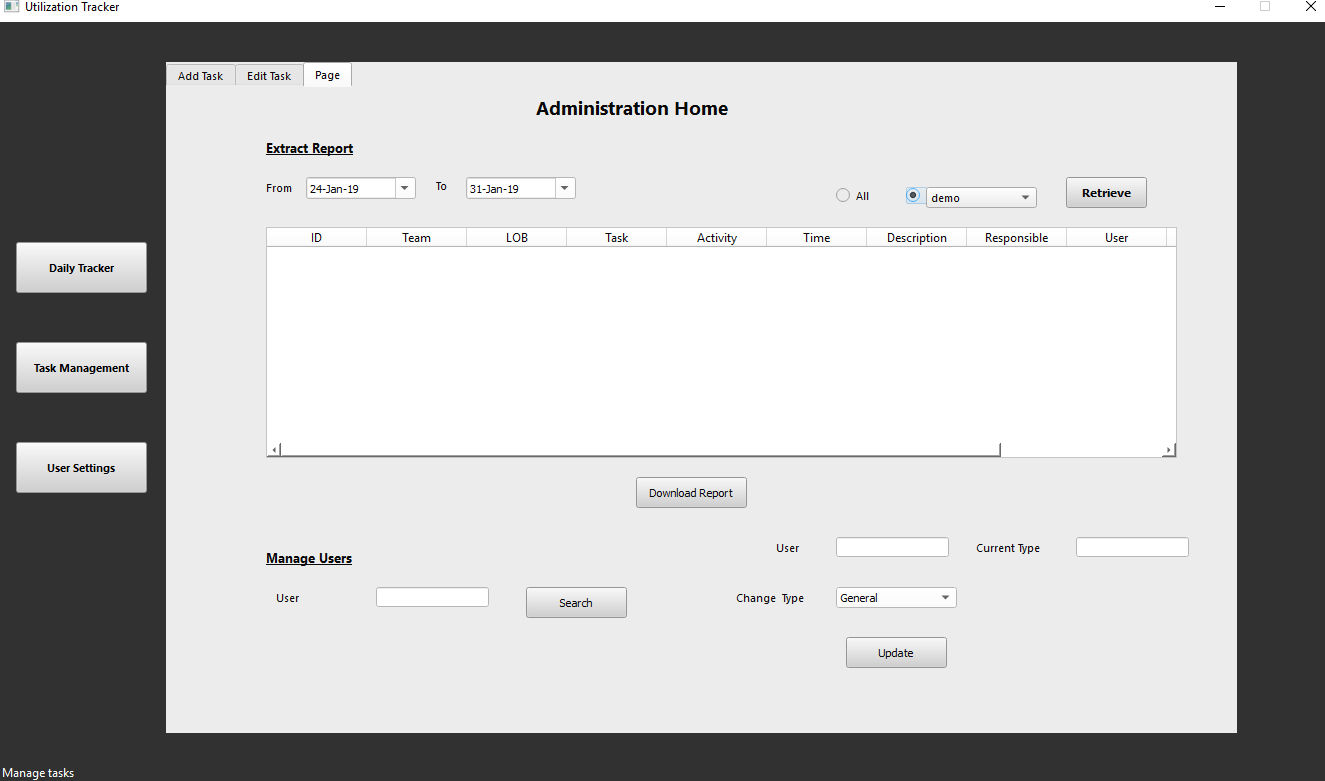 Utilization Tracker
Add Task Edit Task Page
Administration Home
Extract Report
From 24-Jan-19 To 31-Jan-19 All demo Retrieve
ID Team LOB Task Activity Time Description Responsible User
Daily Tracker
Task Management
User Settings
Download Report
User Current Type
Manage Users
User Search Change Type General
Update
Manage tasks